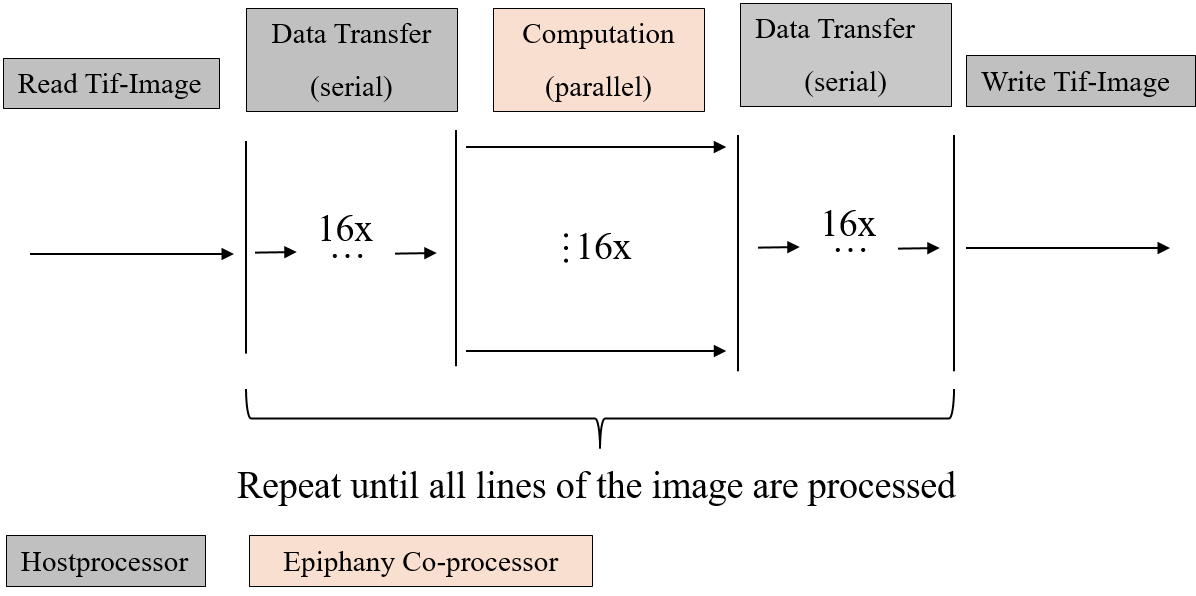 Read Tif-Image
Data Transfer
(serial)
Computation
(parallel)
Data Transfer
(serial)
Write Tif-Image
16x
...
⋮16x
16x
...
Repeat until all lines of the image are processed
Hostprocessor
Epiphany Co-processor